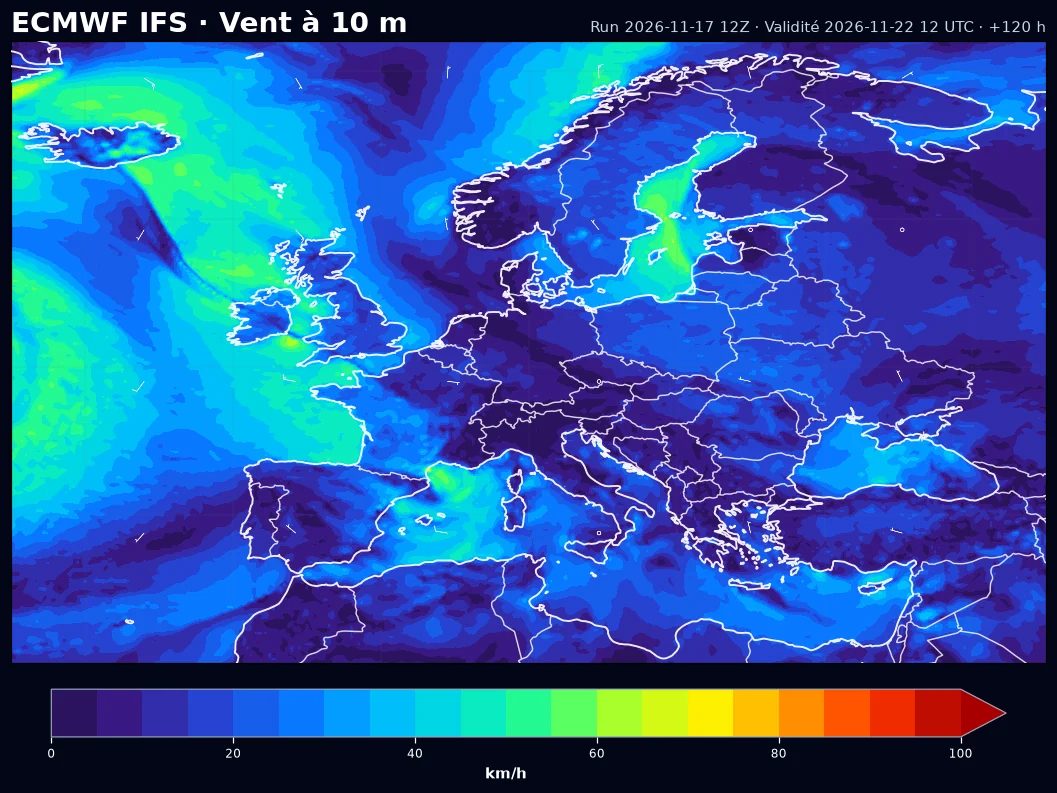 ECMWF IFS · Vent à 10 m
Run 2026-11-17 12Z · Validité 2026-11-22 12 UTC · +120 h
0 20 40 60 80 100
km/h